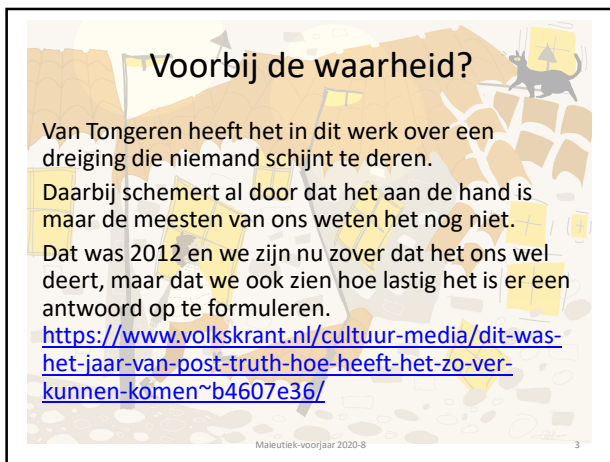 Voorbij de waarheid?
Van Tongeren heeft het in dit werk over een
dreiging die niemand schijnt te deren.
Daarbij schemert al door dat het aan de hand is
maar de meesten van ons weten het nog niet.
Dat was 2012 en we zijn nu zover dat het ons wel
deert, maar dat we ook zien hoe lastig het is er een
antwoord op te formuleren.
https://www.volkskrant.nl/cultuur-media/dit-was-
het-jaar-van-post-truth-hoe-heeft-het-zo-ver-
kunnen-komen~b4607e36/
Maieutiek-voorjaar 2020-8
3